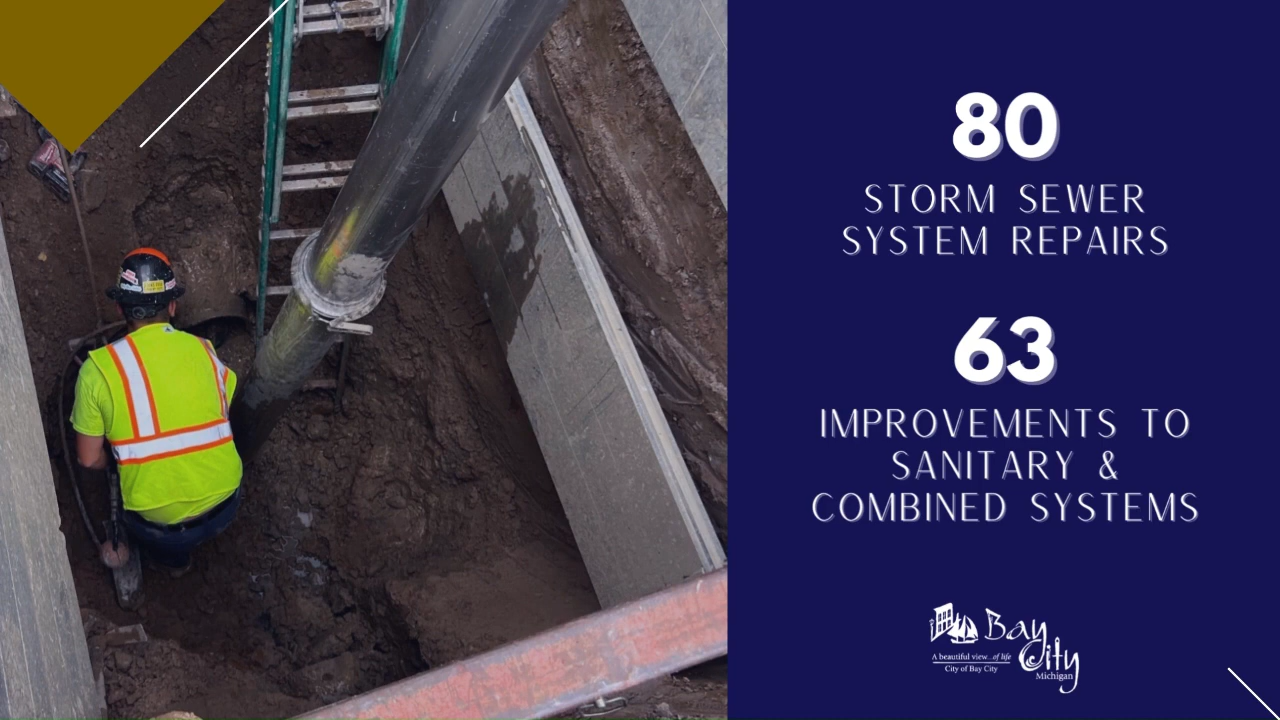 80
STORM SEWER
SYSTEM REPAIRS
63
IMPROVEMENTS TO
SANITARY &
COMBINED SYSTEMS
Bay
City
A beautiful view...of life
City of Bay City
Michigan